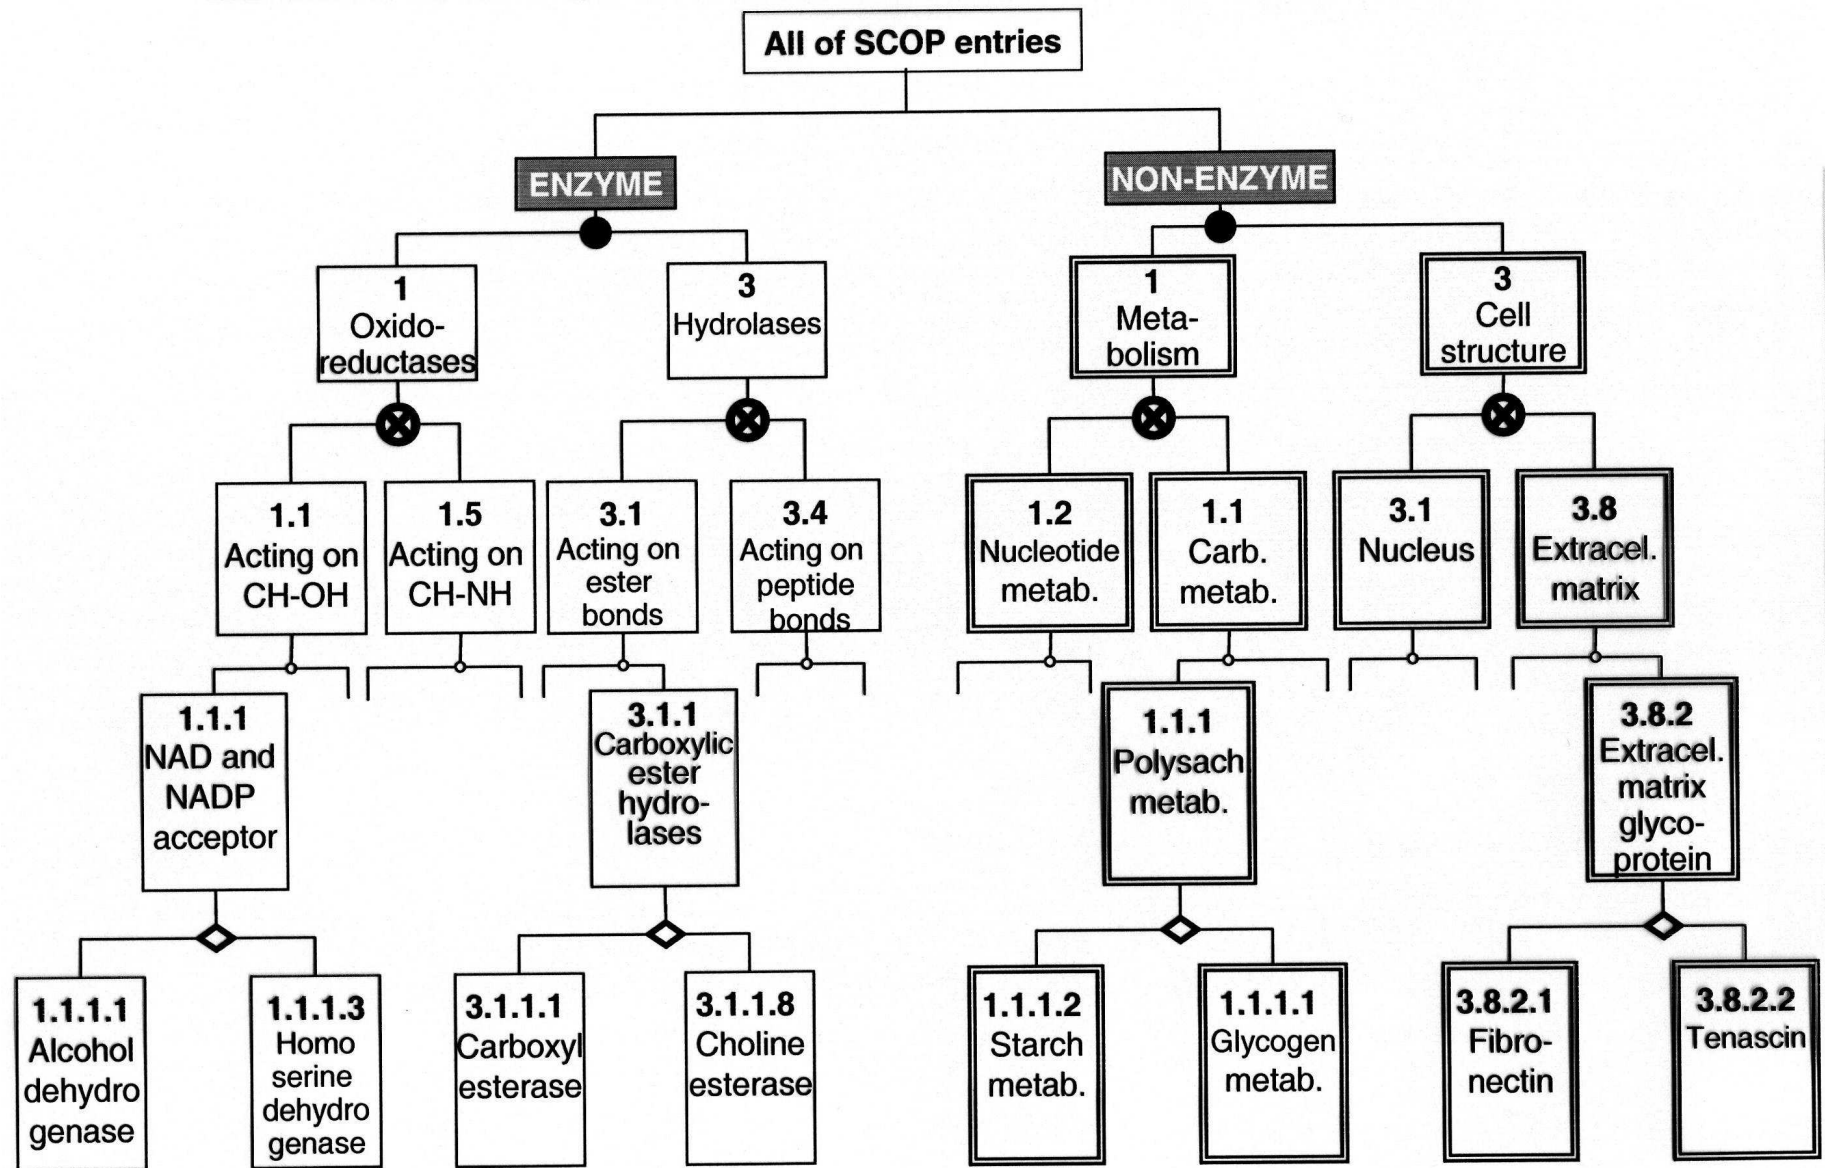 All of SCOP entries
ENZYME
NON-ENZYME
1
Oxido-
reductases
3
Hydrolases
1
Meta-
bolism
3
Cell
structure
1.1
Acting on
CH-OH
1.5
Acting on
CH-NH
3.1
Acting on
ester
bonds
3.4
Acting on
peptide
bonds
1.2
Nucleotide
metab.
1.1
Carb.
metab.
3.1
Nucleus
3.8
Extracel.
matrix
1.1.1
NAD and
NADP
acceptor
3.1.1
Carboxylic
ester
hydro-
lases
1.1.1
Polysach
metab.
3.8.2
Extracel.
matrix
glyco-
protein
1.1.1.1
Alcohol
dehydro
genase
1.1.1.3
Homo
serine
dehydro
genase
3.1.1.1
Carboxyl
esterase
3.1.1.8
Choline
esterase
1.1.1.2
Starch
metab.
1.1.1.1
Glycogen
metab.
3.8.2.1
Fibro-
nectin
3.8.2.2
Tenascin